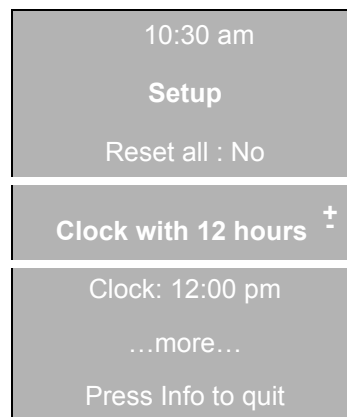 10:30 am
Setup
Reset all : No
Clock with 12 hours +
-
Clock: 12:00 pm
…more…
Press Info to quit